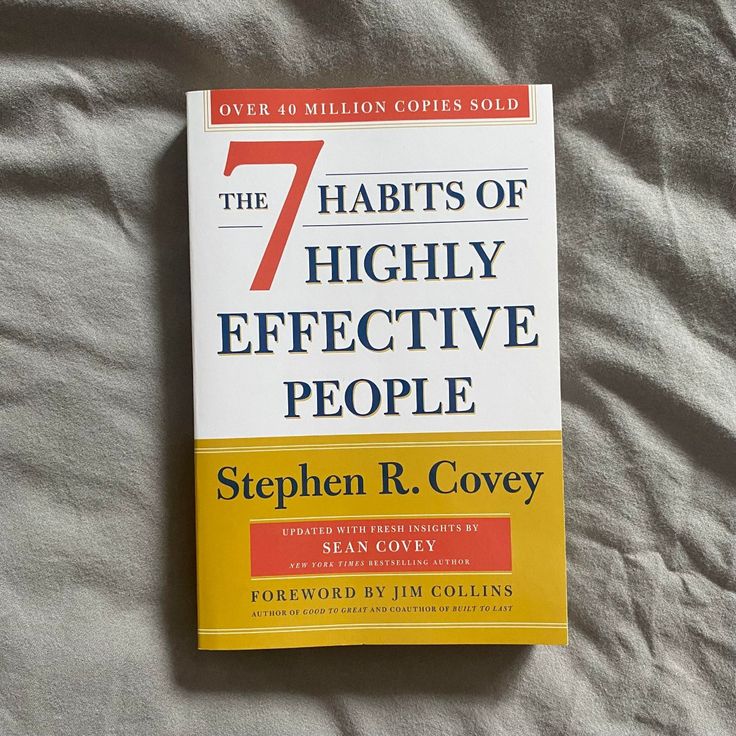 OVER 40 MILLION COPIES SOLD
THE 7 HABITS OF
HIGHLY
EFFECTIVE
PEOPLE
Stephen R. Covey
UPDATED WITH FRESH INSIGHTS BY
SEAN COVEY
NEW YORK TIMES BESTSELLING AUTHOR
FOREWORD BY JIM COLLINS
AUTHOR OF GOOD TO GREAT AND COAUTHOR OF BUILT TO LAST